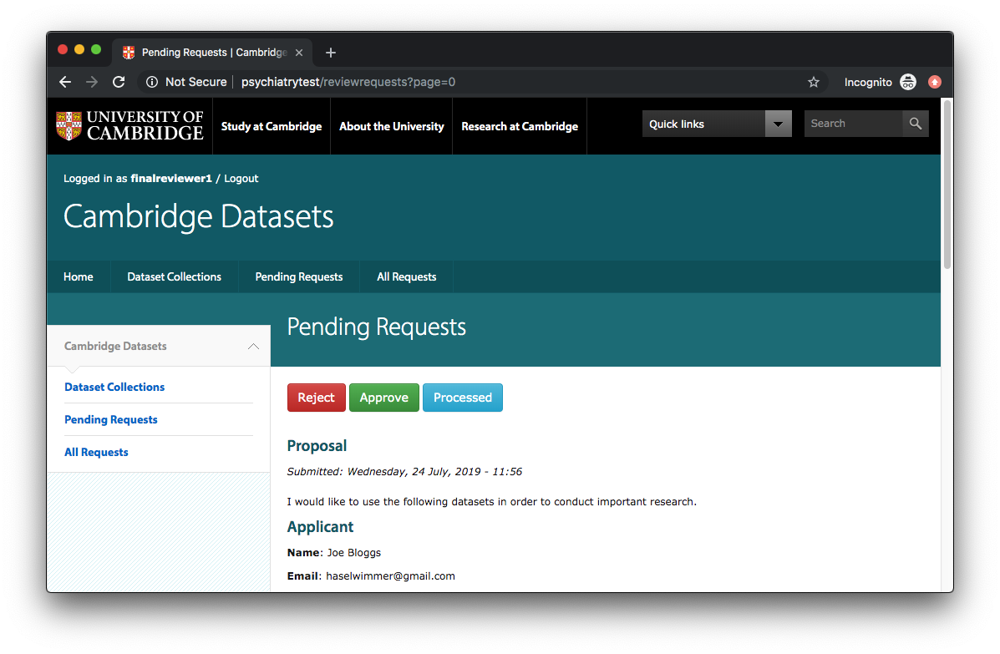 Pending Requests | Cambridge
Not Secure | psychiatrytest/reviewrequests?page=0
Incognito
UNIVERSITY OF
CAMBRIDGE
Study at Cambridge
About the University
Research at Cambridge
Quick links
Search
Logged in as finalreviewer1 / Logout
Cambridge Datasets
Home
Dataset Collections
Pending Requests
All Requests
Pending Requests
Cambridge Datasets
Dataset Collections
Pending Requests
All Requests
Reject
Approve
Processed
Proposal
Submitted: Wednesday, 24 July, 2019 - 11:56
I would like to use the following datasets in order to conduct important research.
Applicant
Name: Joe Bloggs
Email: haselwimmer@gmail.com